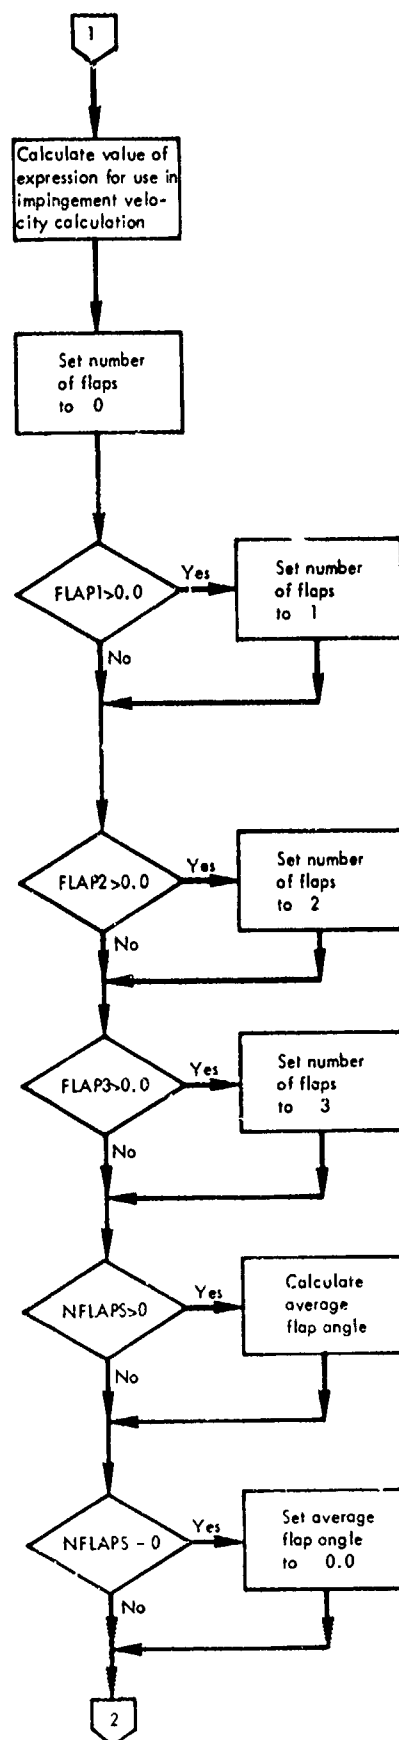 1
Calculate value of
expression for use in
impingement velo-
city calculation
Set number
of flaps
to 0
FLAP1>0.0
Yes
Set number
of flaps
to 1
No
FLAP2>0.0
Yes
Set number
of flaps
to 2
No
FLAP3>0.0
Yes
Set number
of flaps
to 3
No
NFLAPS>0
Yes
Calculate
average
flap angle
No
NFLAPS - 0
Yes
Set average
flap angle
to 0.0
No
2